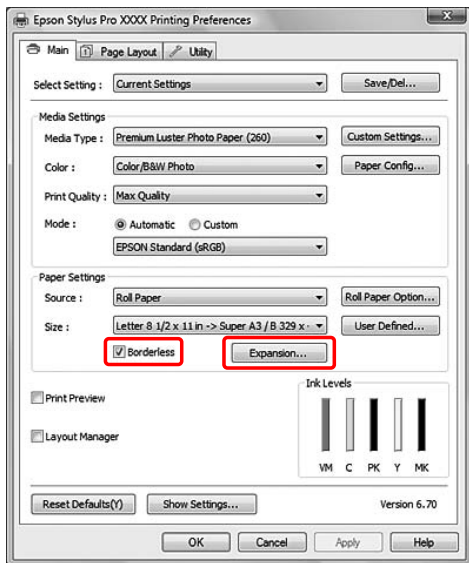 Epson Stylus Pro XXXX Printing Preferences
Main Page Layout Utility
Select Setting : Current Settings Save/Del...
Media Settings
Media Type : Premium Luster Photo Paper (260) Custom Settings...
Color : Color/B&W Photo Paper Config...
Print Quality : Max Quality
Mode : Automatic Custom
EPSON Standard (sRGB)
Paper Settings
Source : Roll Paper Roll Paper Option...
Size : Letter 8 1/2 x 11 in -> Super A3 / B 329 x User Defined...
Borderless Expansion...
Print Preview
Layout Manager
Ink Levels
VM C PK Y MK
Reset Defaults(Y) Show Settings... Version 6.70
OK Cancel Apply Help